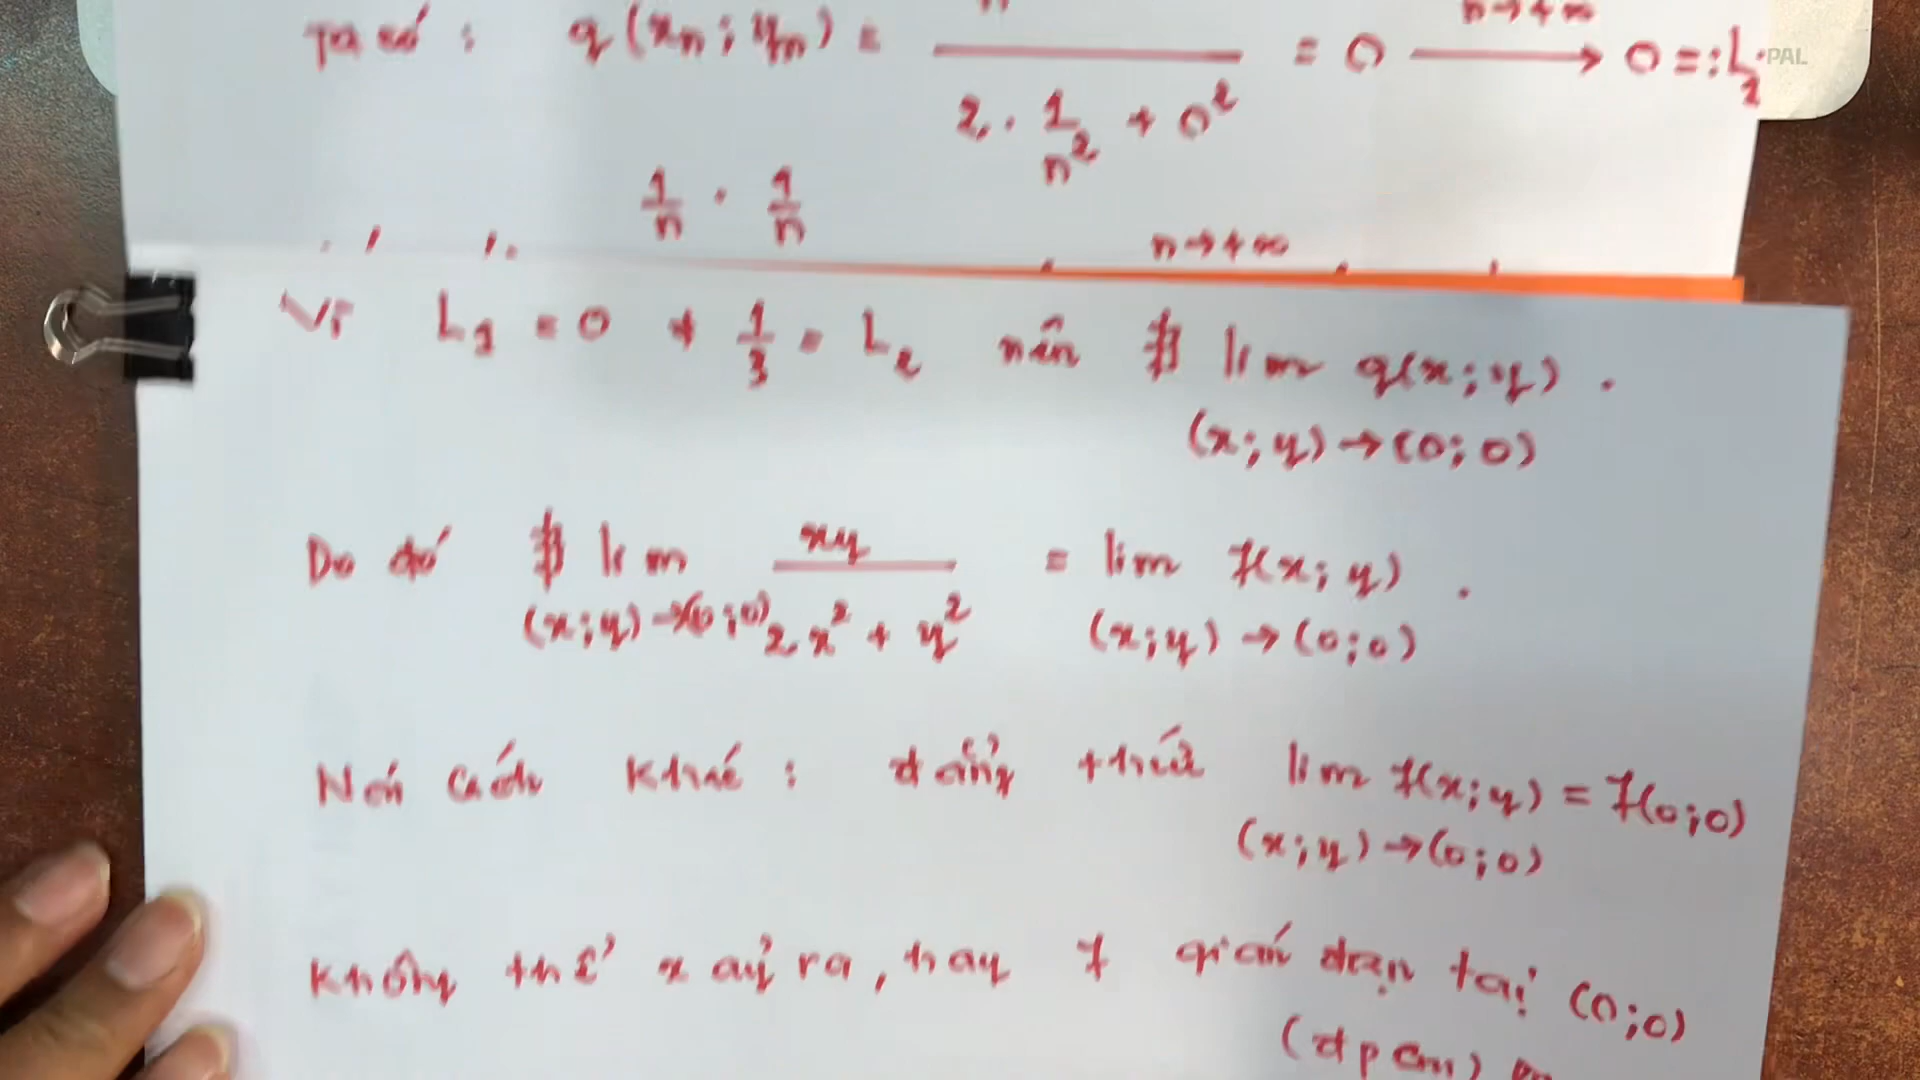 Ta có : g(xn ; yn) = / (2 . 1/n² + 0²) = 0 → (n→+∞) 0 =: L1 .
PAL
1/n . 1/n
n→+∞
Vì L1 = 0 ≠ 1/3 = L2 nên ∄ lim g(x;y) .
(x;y)→(0;0)
Do đó ∄ lim xy / (2x² + y²) = lim f(x;y) .
(x;y)→(0;0) (x;y)→(0;0)
Nói cách khác : đẳng thức lim f(x;y) = f(0;0)
(x;y)→(0;0)
không thể xảy ra, hay f gián đoạn tại (0;0)
(đpcm)